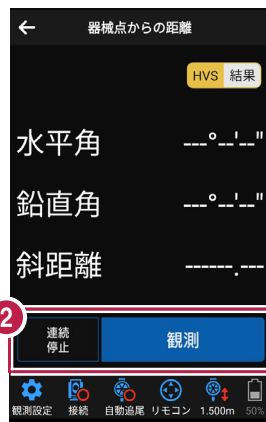 ← 器械点からの距離
HVS 結果
水平角 ---°--'--"
鉛直角 ---°--'--"
斜距離 ------.---
2
連続
停止
観測
観測設定 接続 自動追尾 リモコン 1.500m 50%